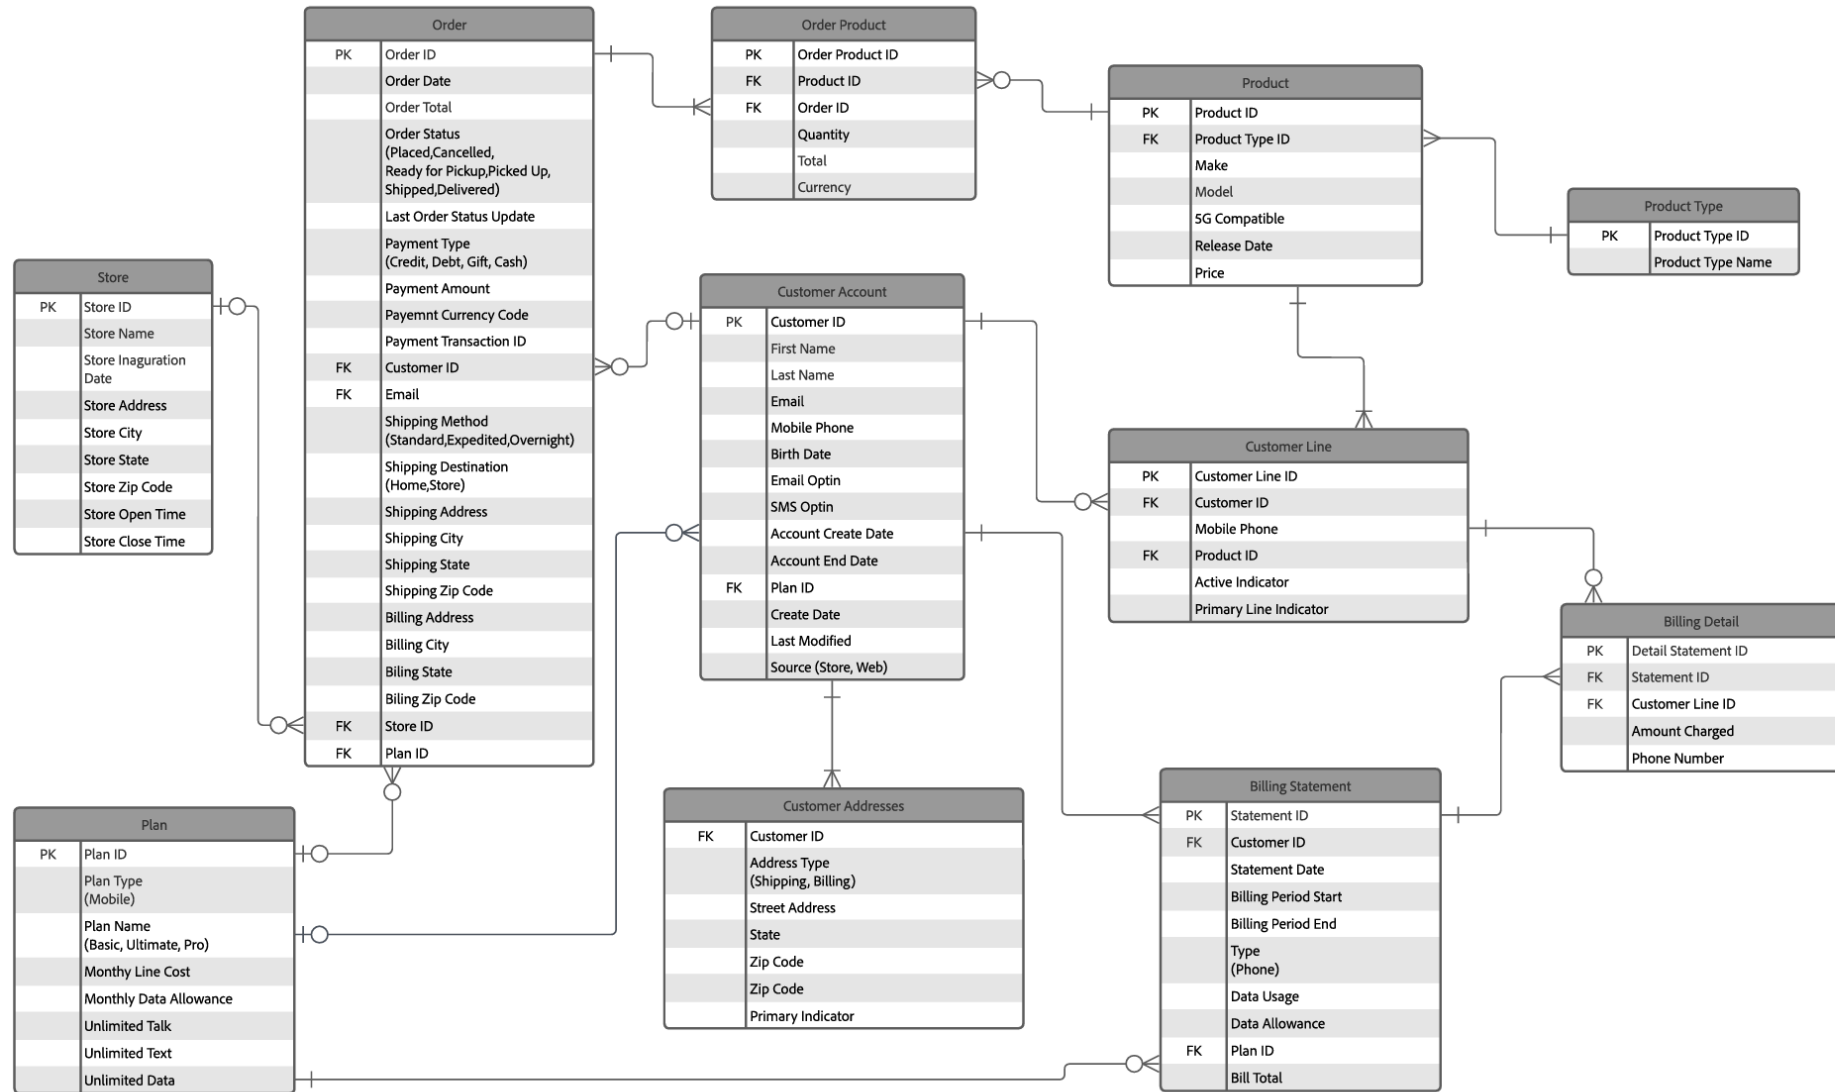 Order
PK Order ID
Order Date
Order Total
Order Status
(Placed,Cancelled,
Ready for Pickup,Picked Up,
Shipped,Delivered)
Last Order Status Update
Payment Type
(Credit, Debt, Gift, Cash)
Payment Amount
Payemnt Currency Code
Payment Transaction ID
FK Customer ID
FK Email
Shipping Method
(Standard,Expedited,Overnight)
Shipping Destination
(Home,Store)
Shipping Address
Shipping City
Shipping State
Shipping Zip Code
Billing Address
Billing City
Biling State
Biling Zip Code
FK Store ID
FK Plan ID
Order Product
PK Order Product ID
FK Product ID
FK Order ID
Quantity
Total
Currency
Product
PK Product ID
FK Product Type ID
Make
Model
5G Compatible
Release Date
Price
Product Type
PK Product Type ID
Product Type Name
Store
PK Store ID
Store Name
Store Inaguration
Date
Store Address
Store City
Store State
Store Zip Code
Store Open Time
Store Close Time
Customer Account
PK Customer ID
First Name
Last Name
Email
Mobile Phone
Birth Date
Email Optin
SMS Optin
Account Create Date
Account End Date
FK Plan ID
Create Date
Last Modified
Source (Store, Web)
Customer Line
PK Customer Line ID
FK Customer ID
Mobile Phone
FK Product ID
Active Indicator
Primary Line Indicator
Billing Detail
PK Detail Statement ID
FK Statement ID
FK Customer Line ID
Amount Charged
Phone Number
Plan
PK Plan ID
Plan Type
(Mobile)
Plan Name
(Basic, Ultimate, Pro)
Monthy Line Cost
Monthly Data Allowance
Unlimited Talk
Unlimited Text
Unlimited Data
Customer Addresses
FK Customer ID
Address Type
(Shipping, Billing)
Street Address
State
Zip Code
Zip Code
Primary Indicator
Billing Statement
PK Statement ID
FK Customer ID
Statement Date
Billing Period Start
Billing Period End
Type
(Phone)
Data Usage
Data Allowance
FK Plan ID
Bill Total